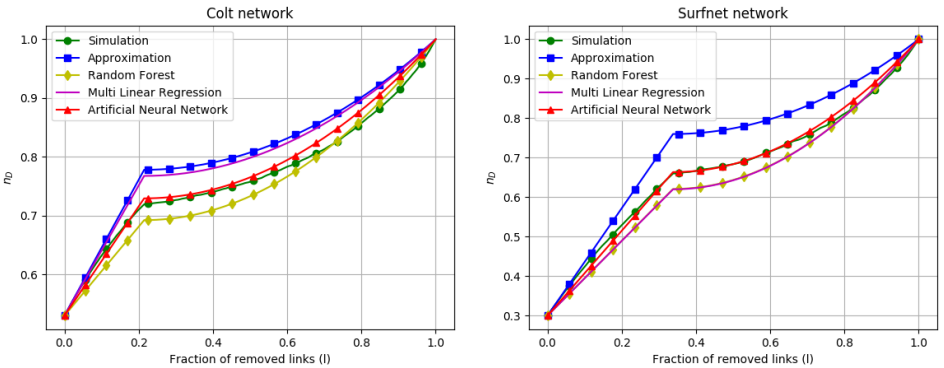 Colt network
1.0
0.9
0.8
0.7
0.6
n_D
Simulation
Approximation
Random Forest
Multi Linear Regression
Artificial Neural Network
0.0 0.2 0.4 0.6 0.8 1.0
Fraction of removed links (l)
Surfnet network
1.0
0.9
0.8
0.7
0.6
0.5
0.4
0.3
n_D
Simulation
Approximation
Random Forest
Multi Linear Regression
Artificial Neural Network
0.0 0.2 0.4 0.6 0.8 1.0
Fraction of removed links (l)